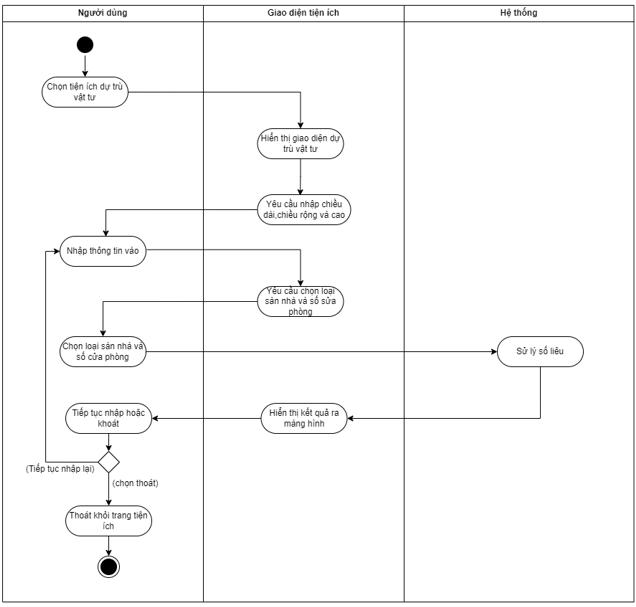 Người dùng
Giao diện tiện ích
Hệ thống
Chọn tiện ích dự trù
vật tư
Hiển thị giao diện dự
trù vật tư
Yêu cầu nhập chiều
dài,chiều rộng và cao
Nhập thông tin vào
Yêu cầu chọn loại
sàn nhà và số sửa
phòng
Chọn loại sàn nhà và
số cửa phòng
Sử lý số liêu
Hiển thị kết quả ra
màng hình
Tiếp tục nhập hoặc
khoát
(Tiếp tục nhập lại)
(chọn thoát)
Thoát khỏi trang tiện
ích